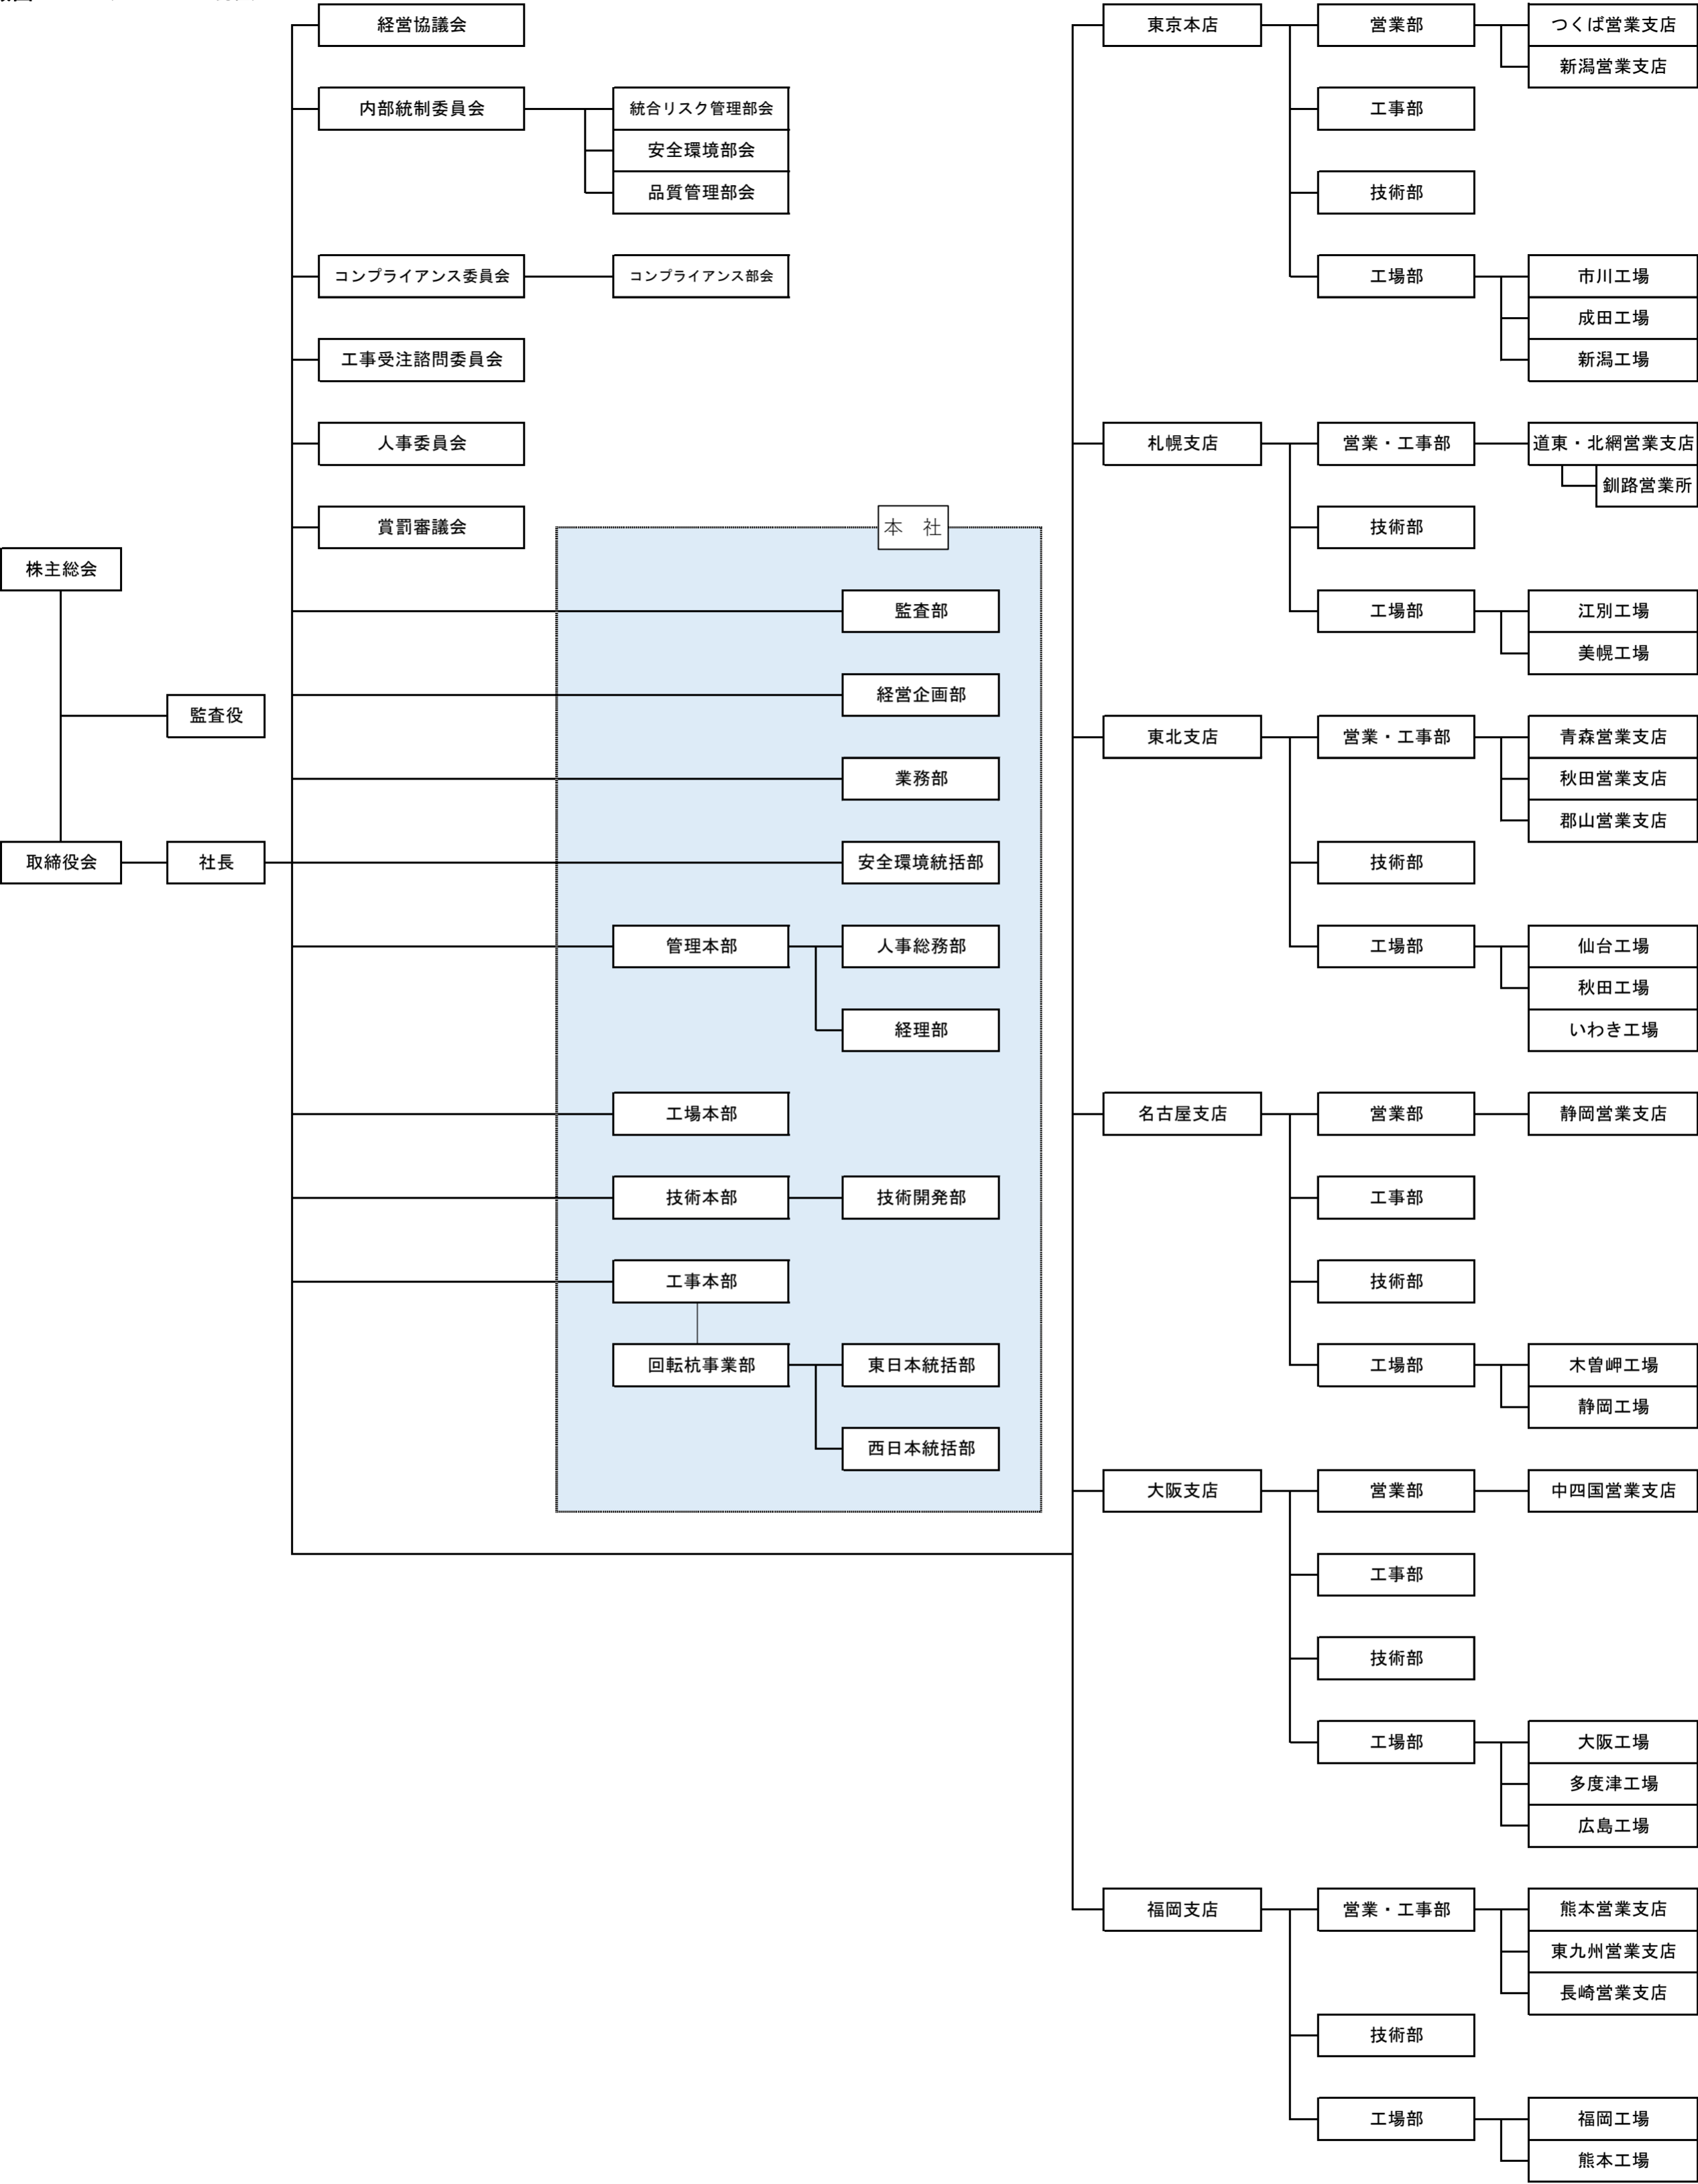 経営協議会
内部統制委員会
統合リスク管理部会
安全環境部会
品質管理部会
コンプライアンス委員会
コンプライアンス部会
工事受注諮問委員会
人事委員会
賞罰審議会
株主総会
監査役
取締役会
社長
本　社
監査部
経営企画部
業務部
安全環境統括部
管理本部
人事総務部
経理部
工場本部
技術本部
技術開発部
工事本部
回転杭事業部
東日本統括部
西日本統括部
東京本店
営業部
つくば営業支店
新潟営業支店
工事部
技術部
工場部
市川工場
成田工場
新潟工場
札幌支店
営業・工事部
道東・北網営業支店
釧路営業所
技術部
工場部
江別工場
美幌工場
東北支店
営業・工事部
青森営業支店
秋田営業支店
郡山営業支店
技術部
工場部
仙台工場
秋田工場
いわき工場
名古屋支店
営業部
静岡営業支店
工事部
技術部
工場部
木曽岬工場
静岡工場
大阪支店
営業部
中四国営業支店
工事部
技術部
工場部
大阪工場
多度津工場
広島工場
福岡支店
営業・工事部
熊本営業支店
東九州営業支店
長崎営業支店
技術部
工場部
福岡工場
熊本工場